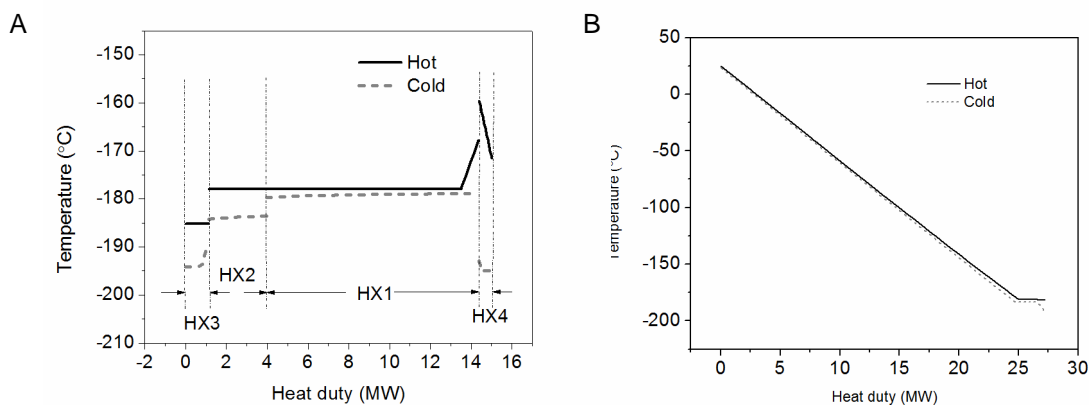 A
-150
-160
-170
-180
-190
-200
-210
Temperature (°C)
Hot
Cold
HX2
HX1
HX3
HX4
-2 0 2 4 6 8 10 12 14 16
Heat duty (MW)
B
50
0
-50
-100
-150
-200
Temperature (°C)
Hot
Cold
0 5 10 15 20 25 30
Heat duty (MW)